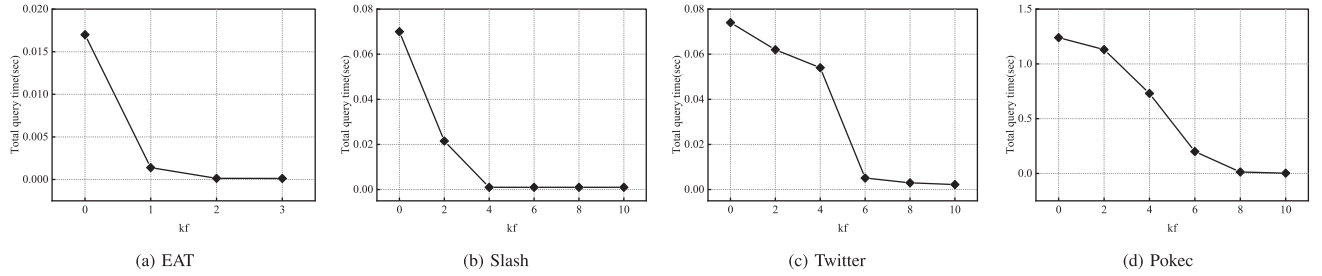 0.020
0.015
0.010
0.005
0.000
Total query time(sec)
0 1 2 3
kf
(a) EAT
0.08
0.06
0.04
0.02
0.00
Total query time(sec)
0 2 4 6 8 10
kf
(b) Slash
0.08
0.06
0.04
0.02
0.00
Total query time(sec)
0 2 4 6 8 10
kf
(c) Twitter
1.5
1.0
0.5
0.0
Total query time(sec)
0 2 4 6 8 10
kf
(d) Pokec